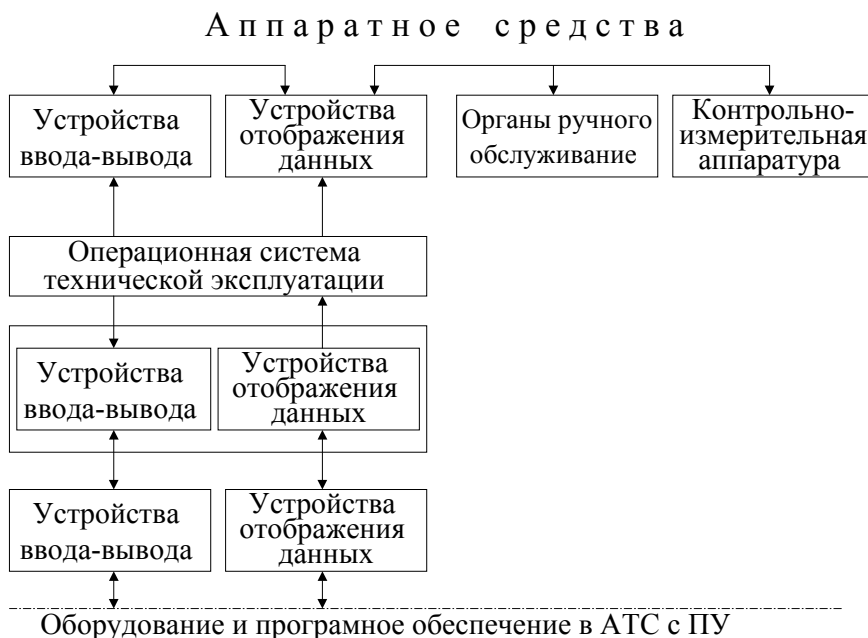 Аппаратное средства
Устройства
ввода-вывода
Устройства
отображения
данных
Органы ручного
обслуживание
Контрольно-
измерительная
аппаратура
Операционная система
технической эксплуатации
Устройства
ввода-вывода
Устройства
отображения
данных
Устройства
ввода-вывода
Устройства
отображения
данных
Оборудование и програмное обеспечение в АТС с ПУ